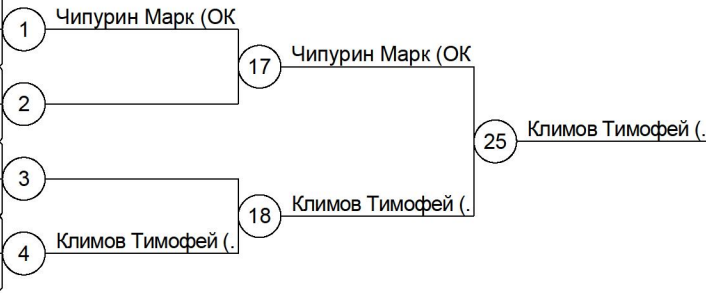 1 Чипурин Марк (ОК
17 Чипурин Марк (ОК
2
25 Климов Тимофей (.
3
18 Климов Тимофей (.
4 Климов Тимофей (.